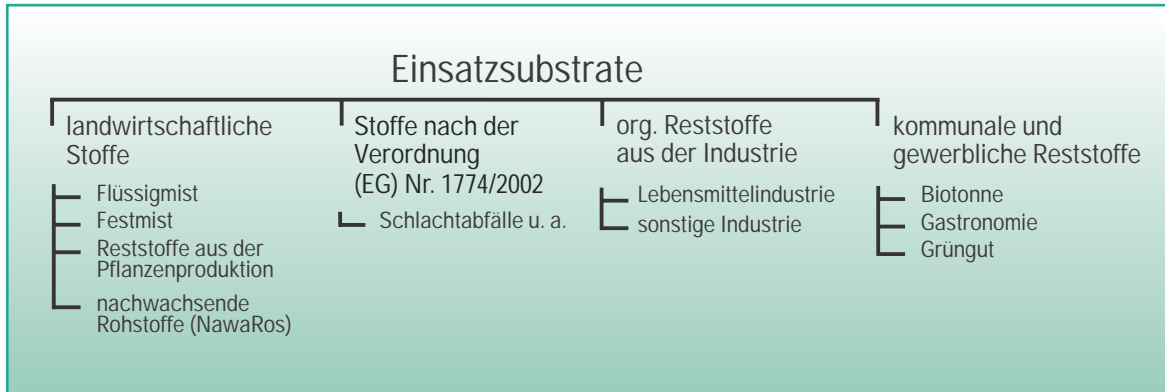 Einsatzsubstrate
landwirtschaftliche
Stoffe
Flüssigmist
Festmist
Reststoffe aus der
Pflanzenproduktion
nachwachsende
Rohstoffe (NawaRos)
Stoffe nach der
Verordnung
(EG) Nr. 1774/2002
Schlachtabfälle u. a.
org. Reststoffe
aus der Industrie
Lebensmittelindustrie
sonstige Industrie
kommunale und
gewerbliche Reststoffe
Biotonne
Gastronomie
Grüngut